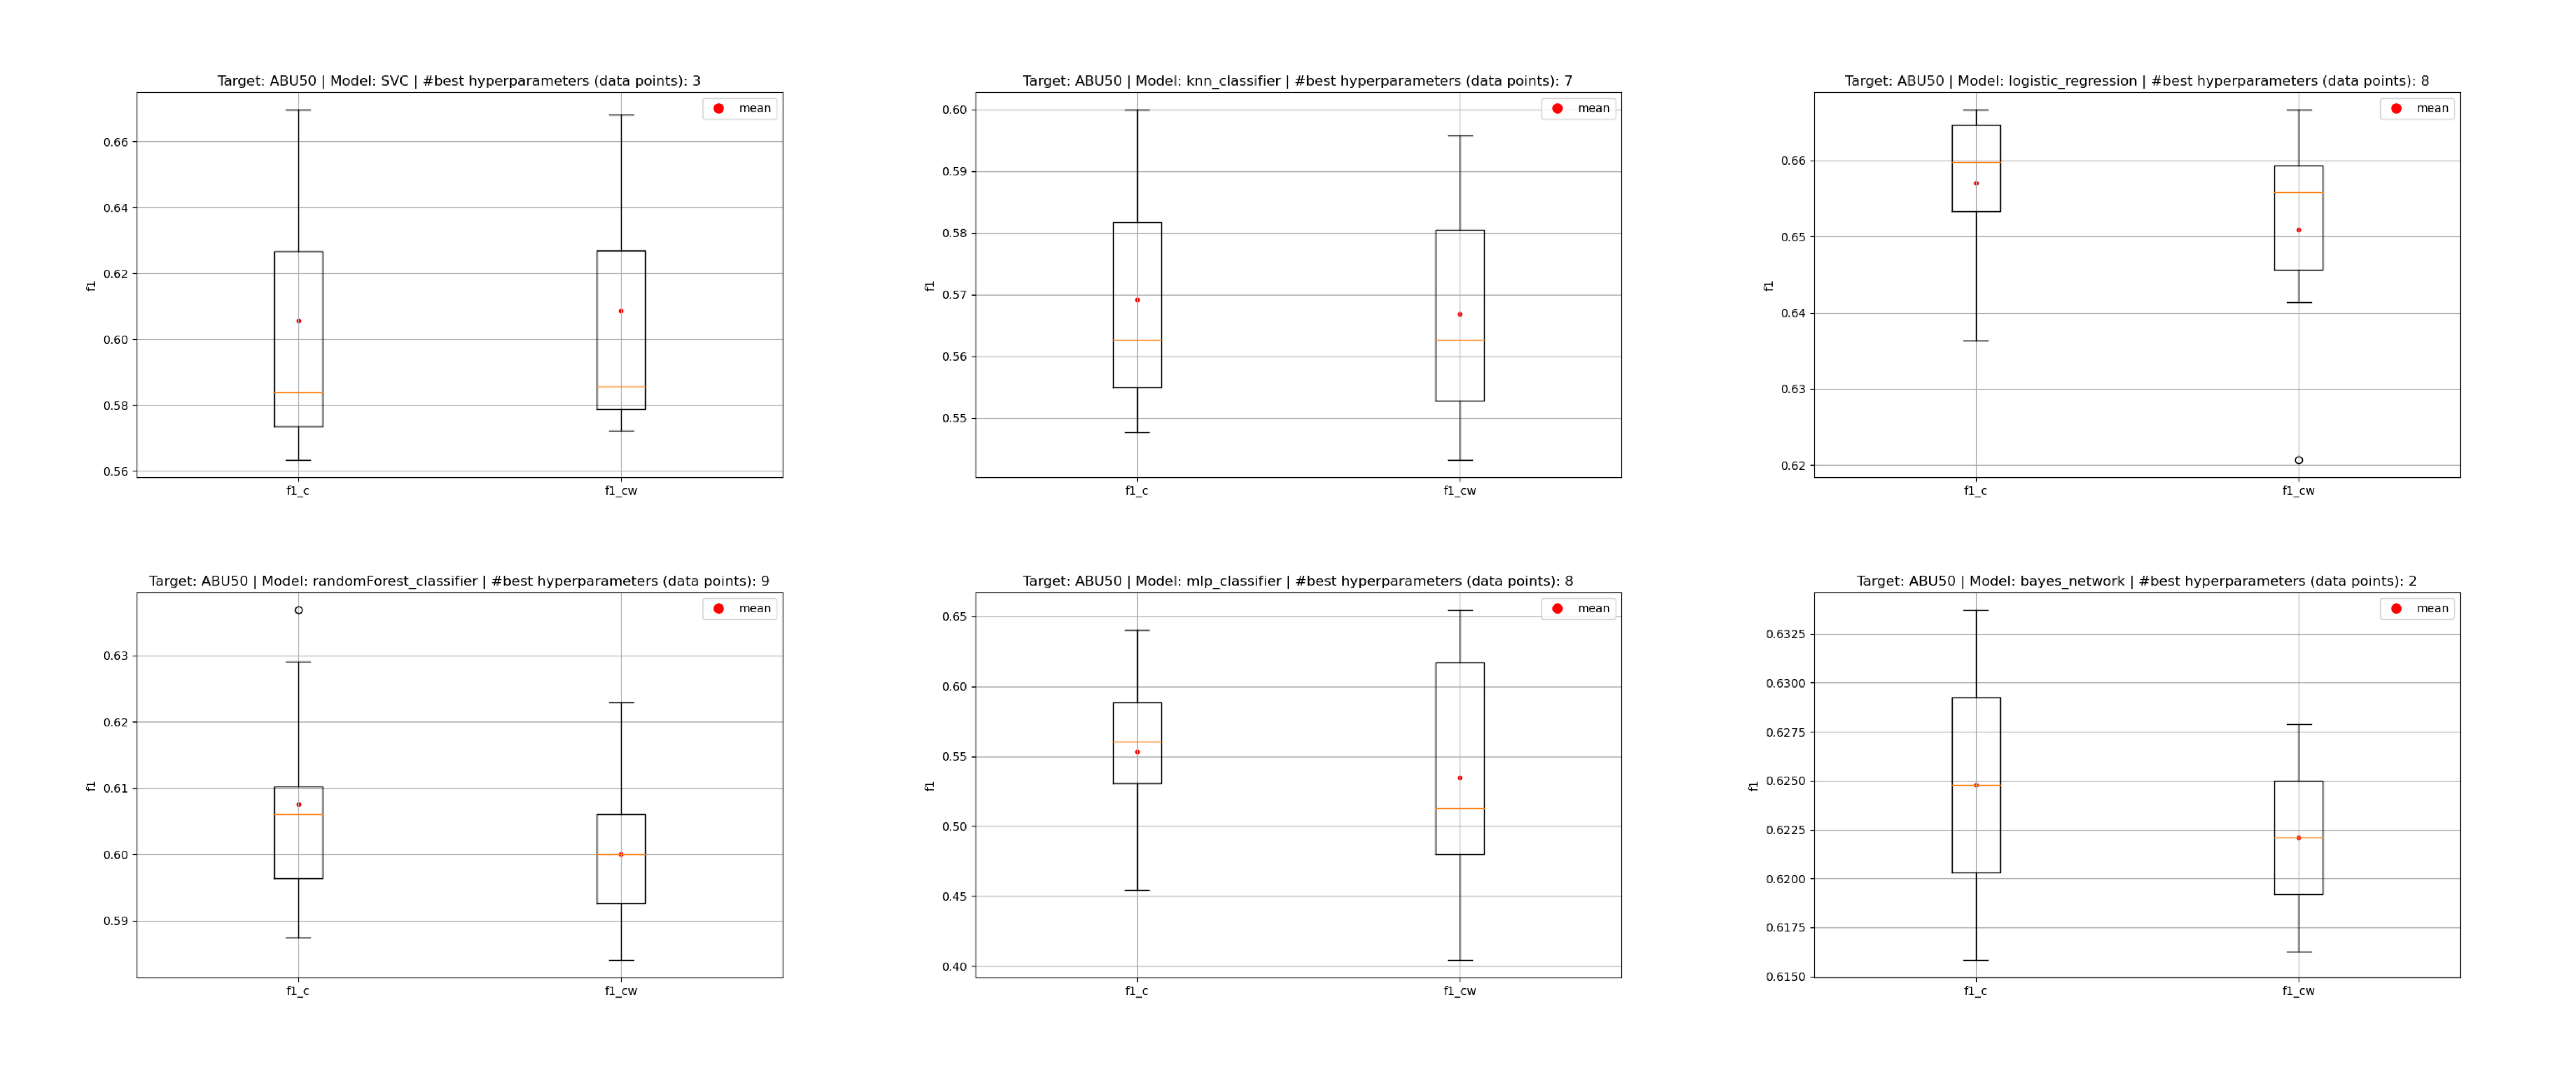 Target: ABU50 | Model: SVC | #best hyperparameters (data points): 3
mean
0.66
0.64
0.62
0.60
0.58
0.56
f1
f1_c
f1_cw
Target: ABU50 | Model: knn_classifier | #best hyperparameters (data points): 7
mean
0.60
0.59
0.58
0.57
0.56
0.55
f1
f1_c
f1_cw
Target: ABU50 | Model: logistic_regression | #best hyperparameters (data points): 8
mean
0.66
0.65
0.64
0.63
0.62
f1
f1_c
f1_cw
Target: ABU50 | Model: randomForest_classifier | #best hyperparameters (data points): 9
mean
0.63
0.62
0.61
0.60
0.59
f1
f1_c
f1_cw
Target: ABU50 | Model: mlp_classifier | #best hyperparameters (data points): 8
mean
0.65
0.60
0.55
0.50
0.45
0.40
f1
f1_c
f1_cw
Target: ABU50 | Model: bayes_network | #best hyperparameters (data points): 2
mean
0.6325
0.6300
0.6275
0.6250
0.6225
0.6200
0.6175
0.6150
f1
f1_c
f1_cw